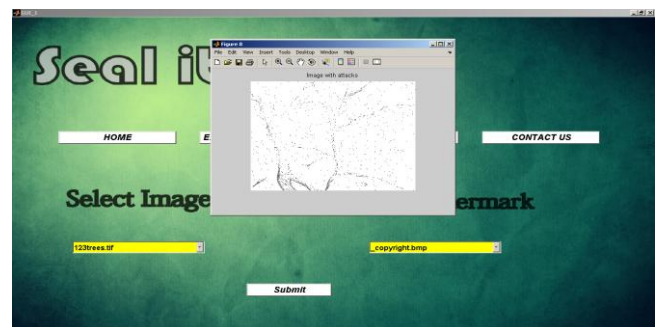 Figure 8
File Edit View Insert Tools Desktop Window Help
Image with attacks
Seal it
HOME
E
CONTACT US
Select Image
ermark
123trees.tif
_copyright.bmp
Submit